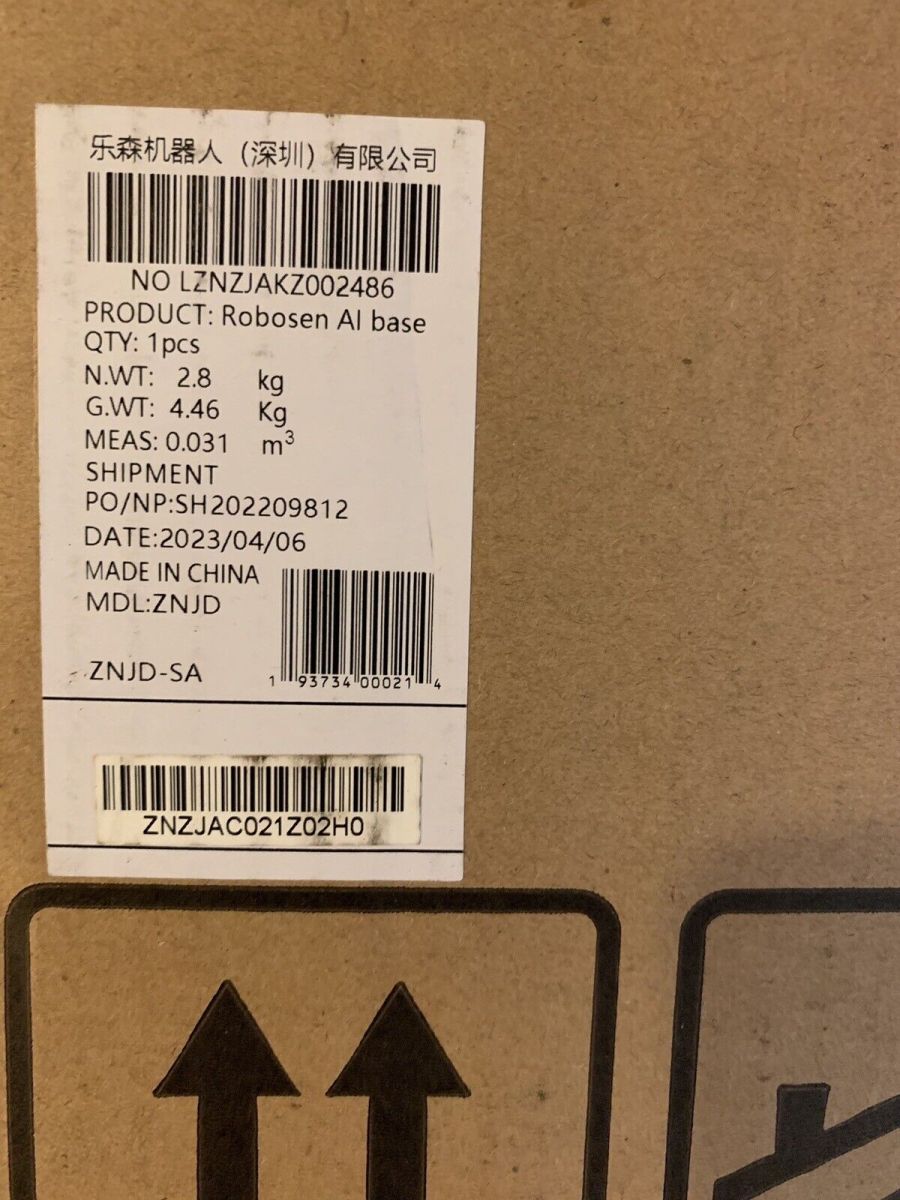 乐森机器人（深圳）有限公司
NO LZNZJAKZ002486
PRODUCT: Robosen AI base
QTY: 1pcs
N.WT: 2.8 kg
G.WT: 4.46 Kg
MEAS: 0.031 m³
SHIPMENT
PO/NP:SH202209812
DATE:2023/04/06
MADE IN CHINA
MDL:ZNJD
ZNJD-SA
1 93734 00021 4
ZNZJAC021Z02H0